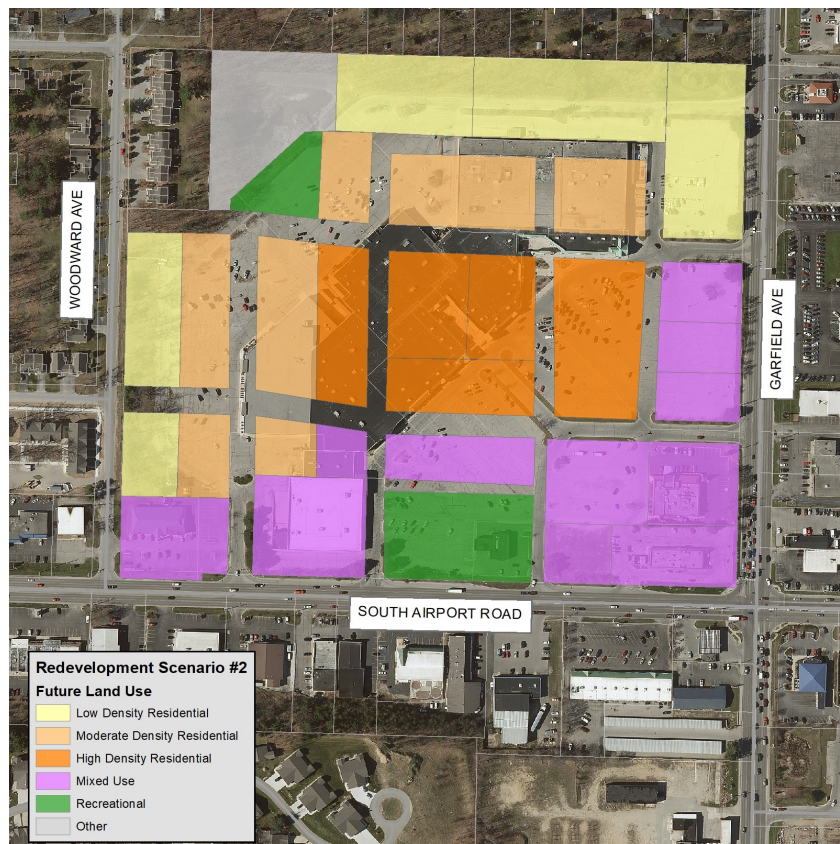 WOODWARD AVE
GARFIELD AVE
SOUTH AIRPORT ROAD
Redevelopment Scenario #2
Future Land Use
Low Density Residential
Moderate Density Residential
High Density Residential
Mixed Use
Recreational
Other